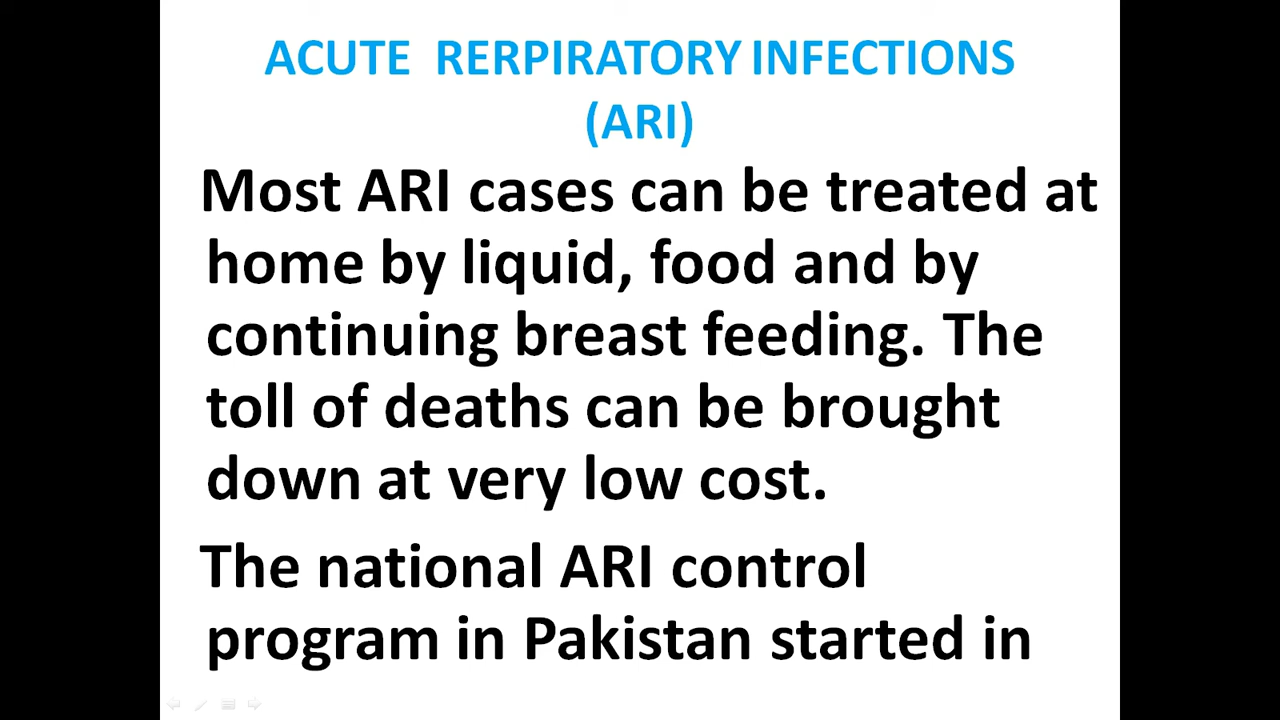 ACUTE  RERPIRATORY INFECTIONS
(ARI)
Most ARI cases can be treated at
home by liquid, food and by
continuing breast feeding. The
toll of deaths can be brought
down at very low cost.
The national ARI control
program in Pakistan started in